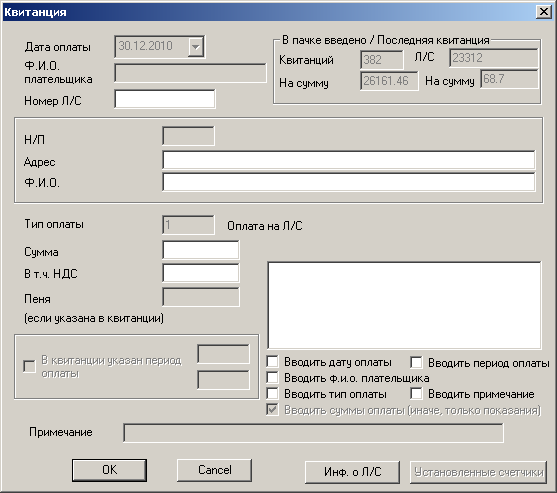 Квитанция
Дата оплаты 30.12.2010
Ф.И.О.
плательщика
Номер Л/С
В пачке введено / Последняя квитанция
Квитанций 382 Л/С 23312
На сумму 26161.46 На сумму 68.7
Н/П
Адрес
Ф.И.О.
Тип оплаты 1 Оплата на Л/С
Сумма
В т.ч. НДС
Пеня
(если указана в квитанции)
В квитанции указан период
оплаты
Вводить дату оплаты Вводить период оплаты
Вводить ф.и.о. плательщика
Вводить тип оплаты Вводить примечание
Вводить суммы оплаты (иначе, только показания)
Примечание
OK Cancel Инф. о Л/С Установленные счетчики